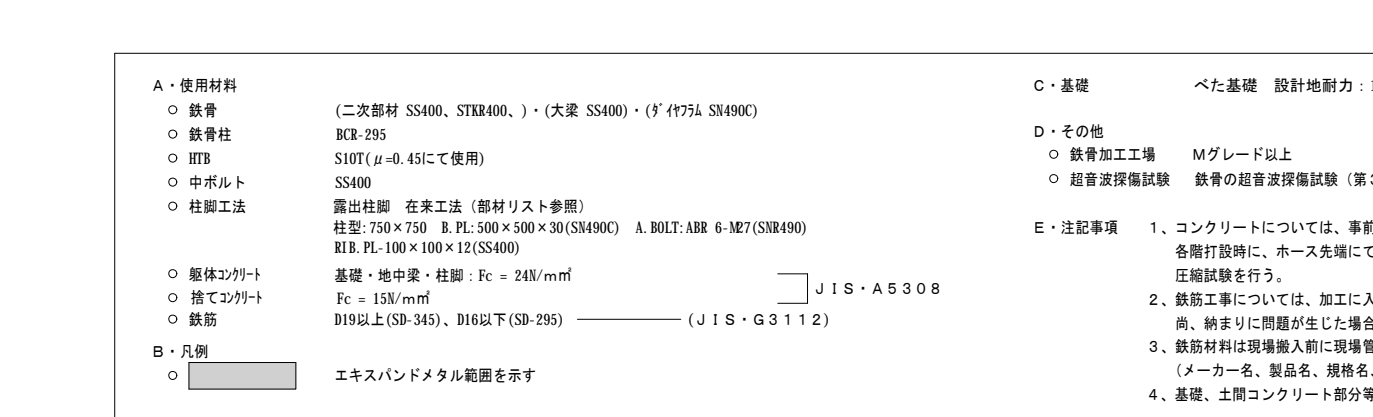 A・使用材料
○ 鉄骨 (二次部材 SS400、STKR400、)・(大梁 SS400)・(ﾀﾞｲﾔﾌﾗﾑ SN490C)
○ 鉄骨柱 BCR-295
○ HTB S10T(μ=0.45にて使用)
○ 中ボルト SS400
○ 柱脚工法 露出柱脚 在来工法（部材リスト参照）
柱型:750×750 B.PL:500×500×30(SN490C) A.BOLT:ABR 6-M27(SNR490)
RIB.PL-100×100×12(SS400)
○ 躯体ｺﾝｸﾘｰﾄ 基礎・地中梁・柱脚：Fc = 24N/mm²
○ 捨てｺﾝｸﾘｰﾄ Fc = 15N/mm²
JIS・A5308
○ 鉄筋 D19以上(SD-345)、D16以下(SD-295) (JIS・G3112)
B・凡例
○ エキスパンドメタル範囲を示す
C・基礎 べた基礎 設計地耐力：
D・その他
○ 鉄骨加工工場 Mグレード以上
○ 超音波探傷試験 鉄骨の超音波探傷試験（第
E・注記事項 1、コンクリートについては、事前
各階打設時に、ホース先端にて
圧縮試験を行う。
2、鉄筋工事については、加工に入
尚、納まりに問題が生じた場合
3、鉄筋材料は現場搬入前に現場管
（メーカー名、製品名、規格名、
4、基礎、土間コンクリート部分等